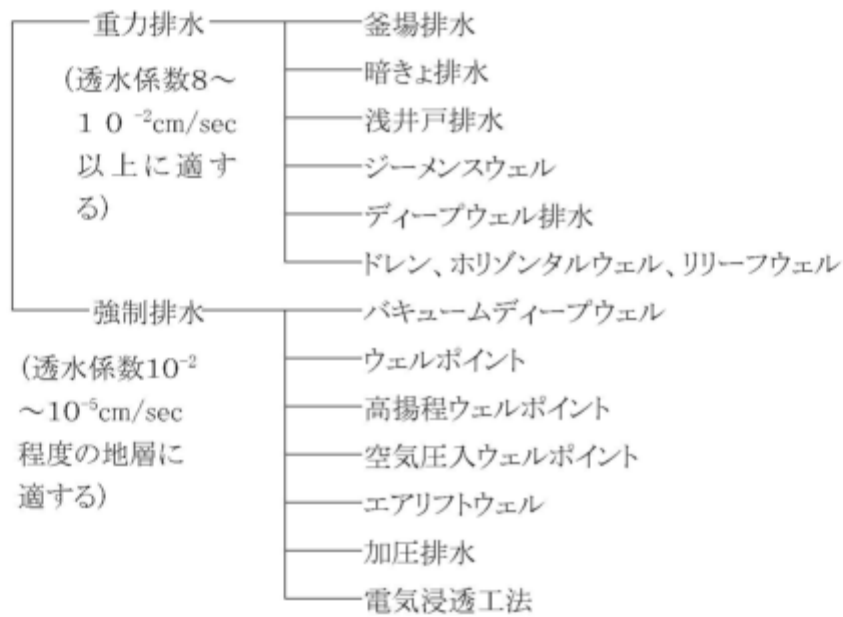 重力排水
(透水係数8～
１０⁻²cm/sec
以上に適す
る)
釜場排水
暗きょ排水
浅井戸排水
ジーメンスウェル
ディープウェル排水
ドレン、ホリゾンタルウェル、リリーフウェル
強制排水
(透水係数10⁻²
～10⁻⁵cm/sec
程度の地層に
適する)
バキュームディープウェル
ウェルポイント
高揚程ウェルポイント
空気圧入ウェルポイント
エアリフトウェル
加圧排水
電気浸透工法